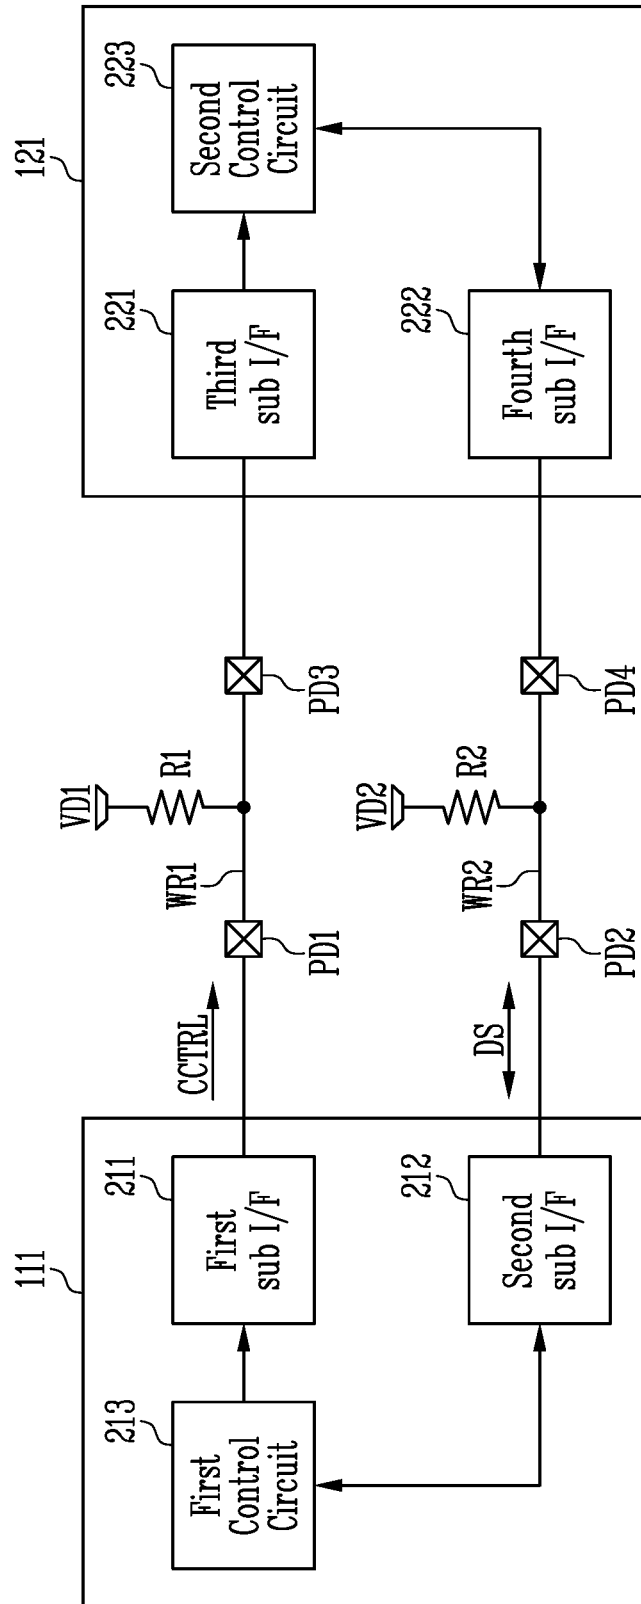 111
121
213
First
Control
Circuit
211
First
sub I/F
CCTRL
PD1
WR1
VD1
R1
PD3
221
Third
sub I/F
223
Second
Control
Circuit
212
Second
sub I/F
DS
PD2
WR2
VD2
R2
PD4
222
Fourth
sub I/F